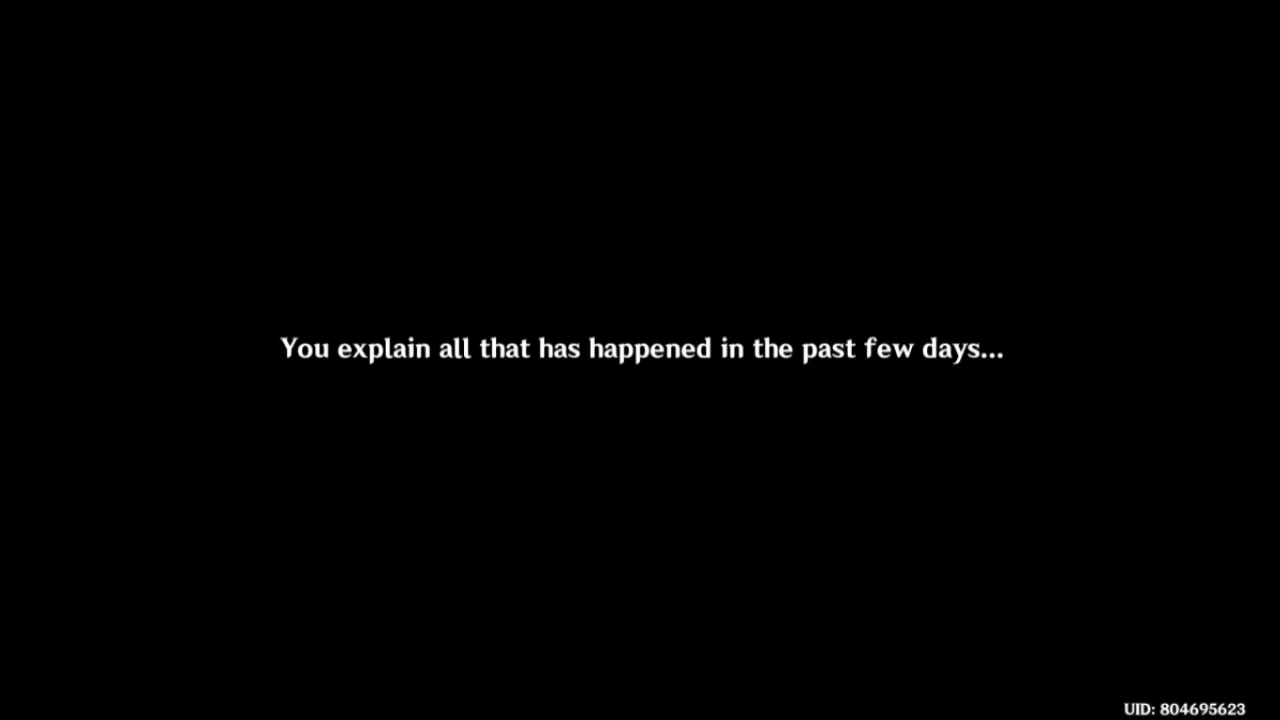 You explain all that has happened in the past few days...
UID: 804695623